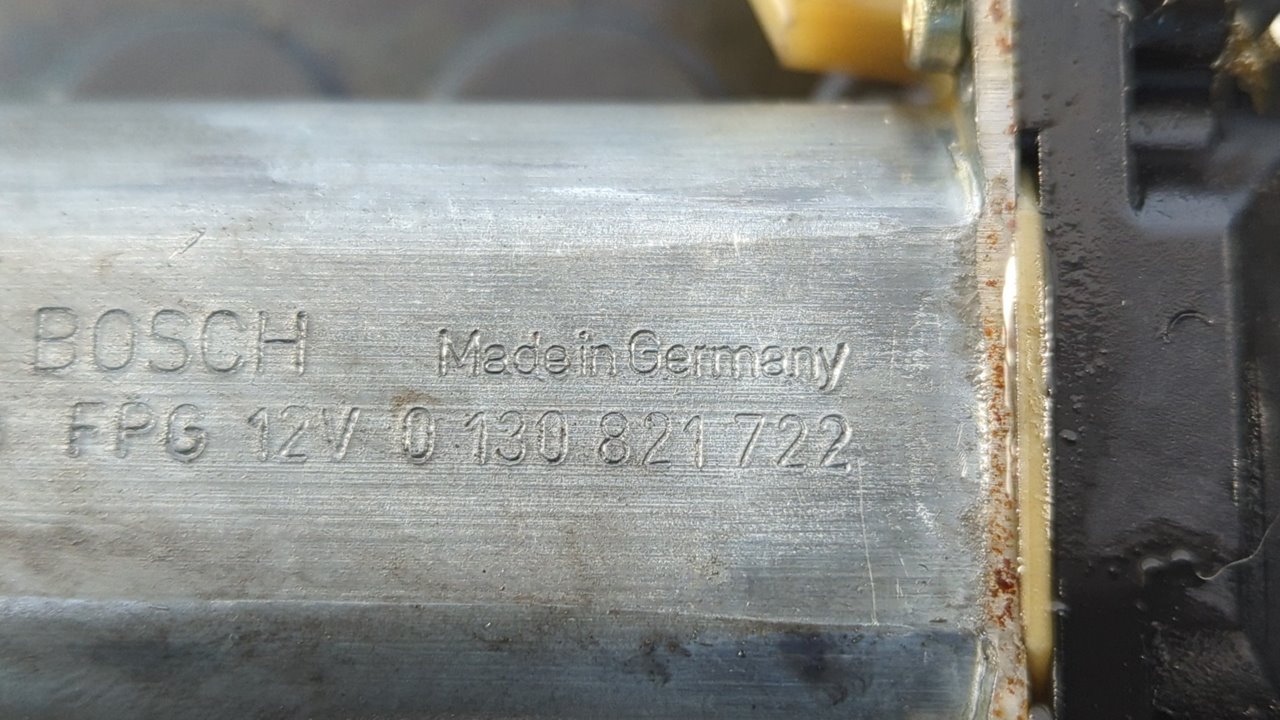 BOSCH Made in Germany
FPG 12V 0 130 821 722